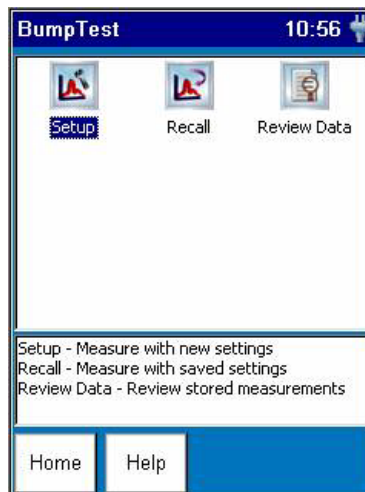 BumpTest 10:56
Setup Recall Review Data
Setup - Measure with new settings
Recall - Measure with saved settings
Review Data - Review stored measurements
Home Help